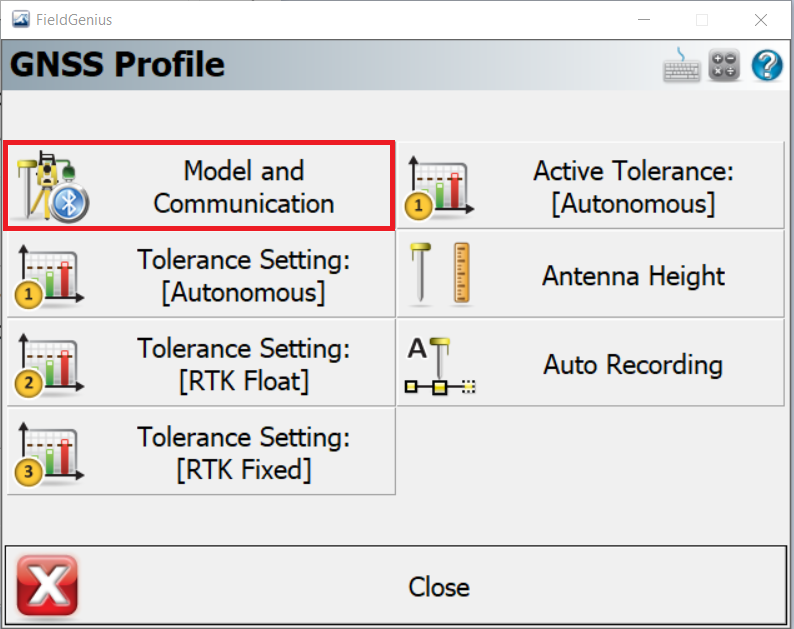 FieldGenius
GNSS Profile
Model and
Communication
Active Tolerance:
[Autonomous]
1
Tolerance Setting:
[Autonomous]
1
Antenna Height
Tolerance Setting:
[RTK Float]
2
A
Auto Recording
Tolerance Setting:
[RTK Fixed]
3
Close